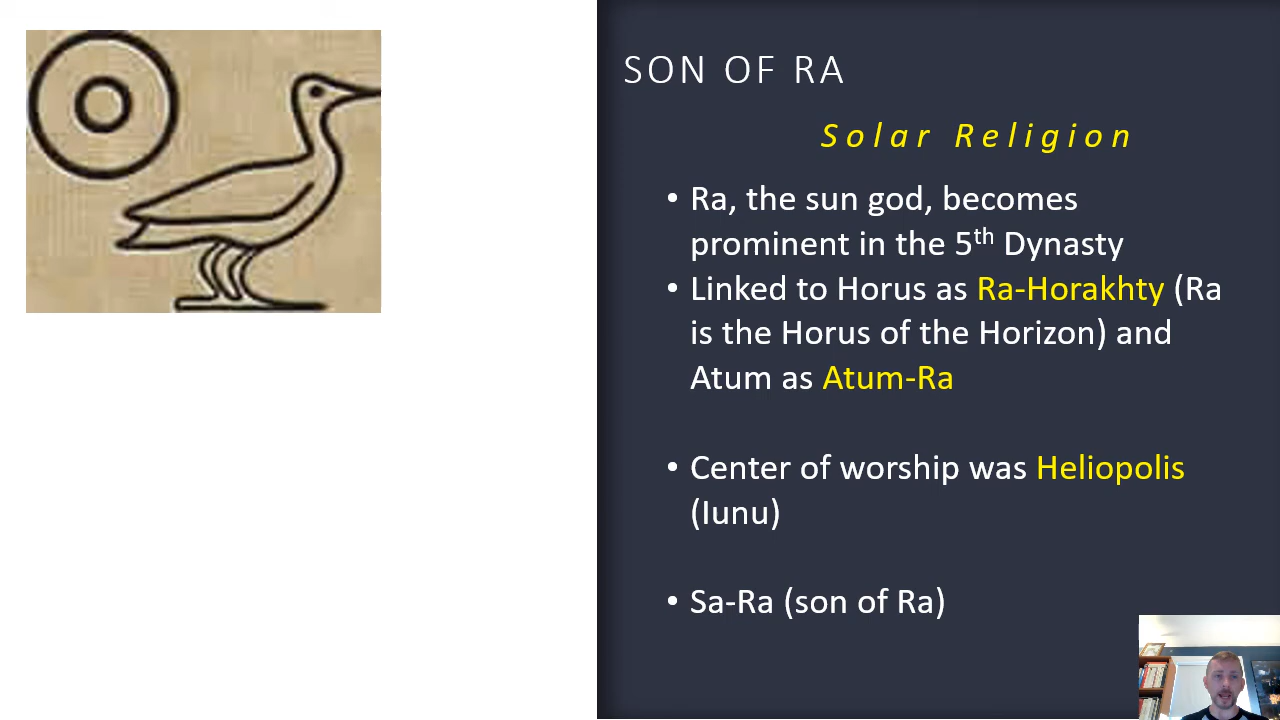 SON OF RA
Solar Religion
• Ra, the sun god, becomes
prominent in the 5th Dynasty
• Linked to Horus as Ra-Horakhty (Ra
is the Horus of the Horizon) and
Atum as Atum-Ra
• Center of worship was Heliopolis
(Iunu)
• Sa-Ra (son of Ra)